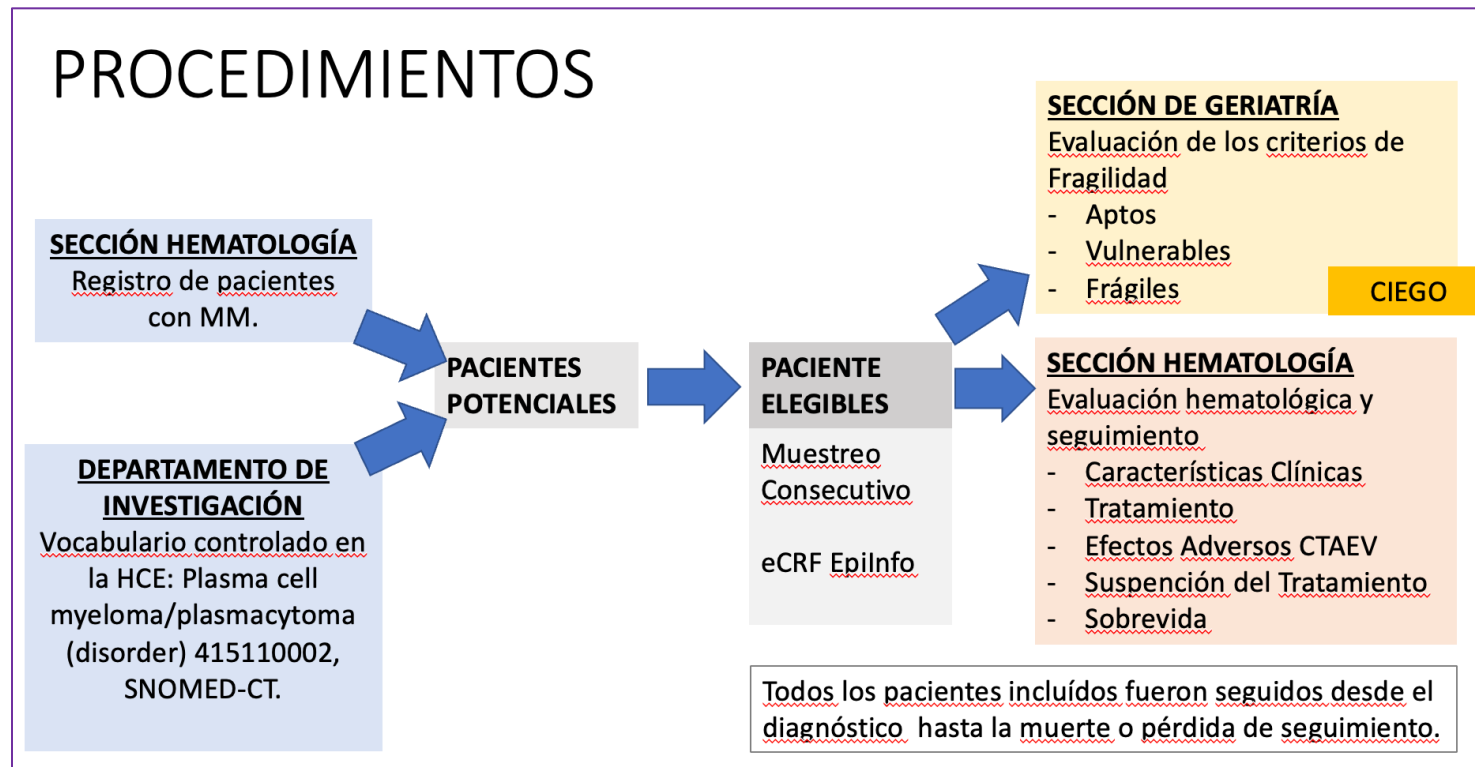 PROCEDIMIENTOS
SECCIÓN HEMATOLOGÍA
Registro de pacientes
con MM.
DEPARTAMENTO DE
INVESTIGACIÓN
Vocabulario controlado en
la HCE: Plasma cell
myeloma/plasmacytoma
(disorder) 415110002,
SNOMED-CT.
PACIENTES
POTENCIALES
PACIENTE
ELEGIBLES
Muestreo
Consecutivo
eCRF EpiInfo
SECCIÓN DE GERIATRÍA
Evaluación de los criterios de
Fragilidad
- Aptos
- Vulnerables
- Frágiles
CIEGO
SECCIÓN HEMATOLOGÍA
Evaluación hematológica y
seguimiento
- Características Clínicas
- Tratamiento
- Efectos Adversos CTAEV
- Suspención del Tratamiento
- Sobrevida
Todos los pacientes incluídos fueron seguidos desde el
diagnóstico hasta la muerte o pérdida de seguimiento.